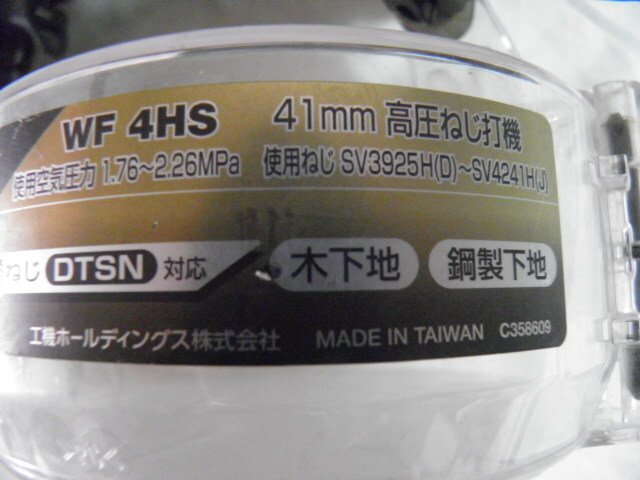 WF 4HS 41mm 高圧ねじ打機
使用空気圧力 1.76～2.26MPa 使用ねじ SV3925H(D)～SV4241H(J)
ねじ DTSN 対応 木下地 鋼製下地
工機ホールディングス株式会社 MADE IN TAIWAN C358609